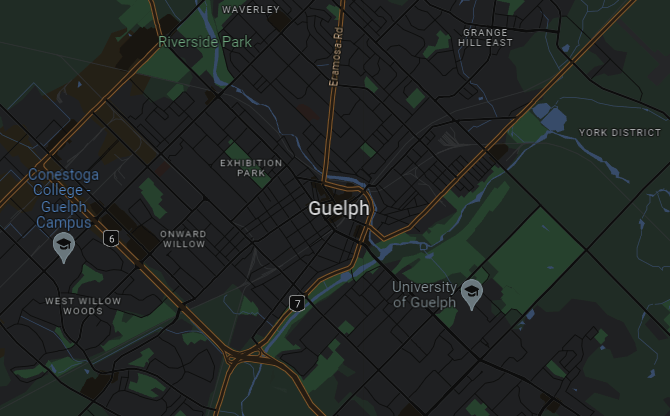 WAVERLEY
Riverside Park
Eramosa Rd
GRANGE
HILL EAST
YORK DISTRICT
EXHIBITION
PARK
Conestoga
College -
Guelph
Campus
Guelph
6
ONWARD
WILLOW
University
of Guelph
7
WEST WILLOW
WOODS